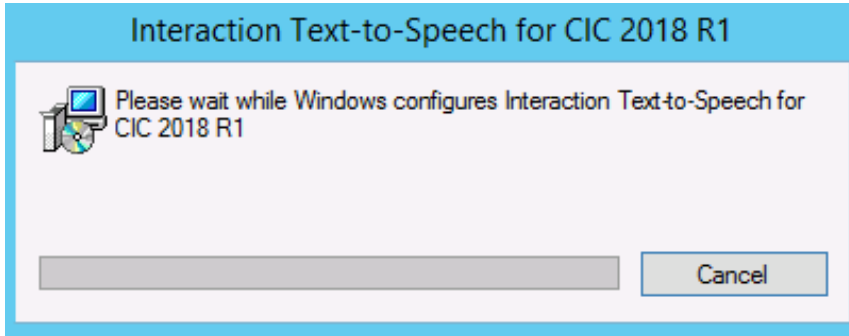 Interaction Text-to-Speech for CIC 2018 R1
Please wait while Windows configures Interaction Text-to-Speech for
CIC 2018 R1
Cancel